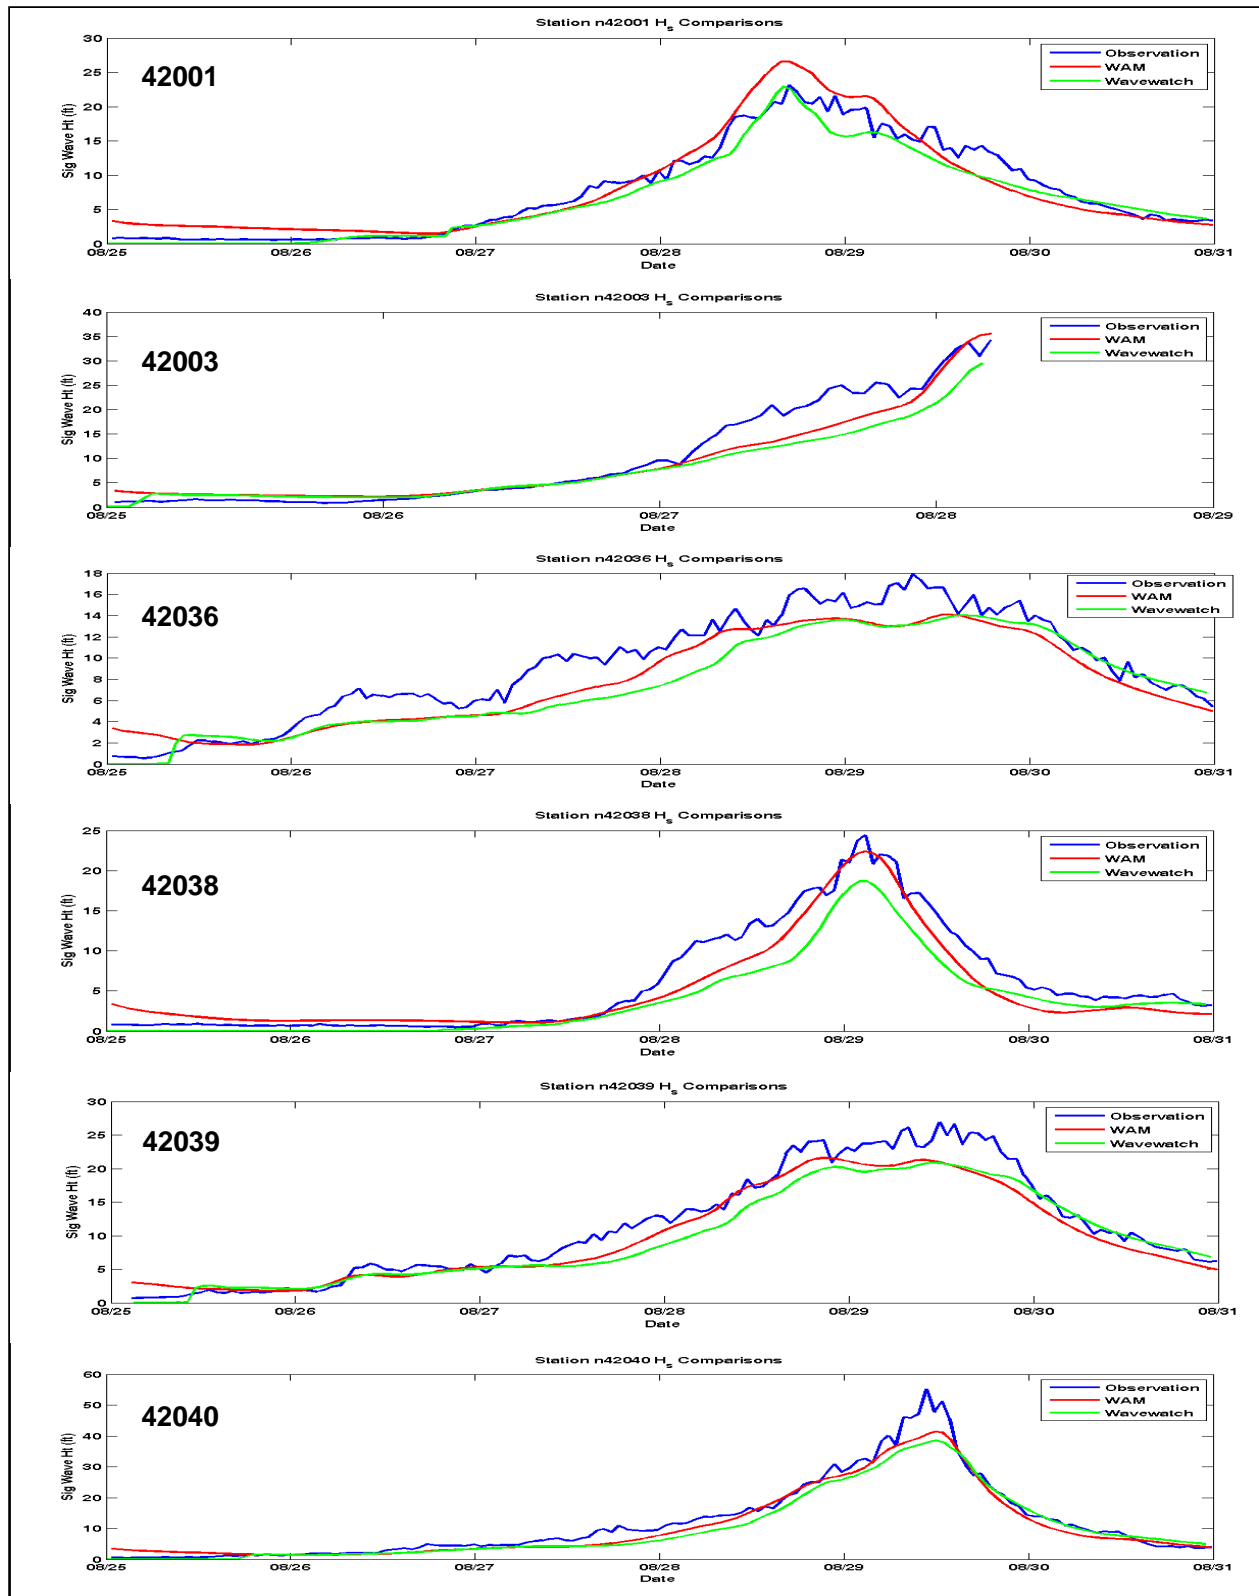 Station n42001 Hs Comparisons
42001
Observation
WAM
Wavewatch
Sig Wave Ht (ft)
30
25
20
15
10
5
0
08/25 08/26 08/27 08/28 08/29 08/30 08/31
Date
Station n42003 Hs Comparisons
42003
Observation
WAM
Wavewatch
Sig Wave Ht (ft)
40
35
30
25
20
15
10
5
0
08/25 08/26 08/27 08/28 08/29
Date
Station n42036 Hs Comparisons
42036
Observation
WAM
Wavewatch
Sig Wave Ht (ft)
18
16
14
12
10
8
6
4
2
0
08/25 08/26 08/27 08/28 08/29 08/30 08/31
Date
Station n42038 Hs Comparisons
42038
Observation
WAM
Wavewatch
Sig Wave Ht (ft)
25
20
15
10
5
0
08/25 08/26 08/27 08/28 08/29 08/30 08/31
Date
Station n42039 Hs Comparisons
42039
Observation
WAM
Wavewatch
Sig Wave Ht (ft)
30
25
20
15
10
5
0
08/25 08/26 08/27 08/28 08/29 08/30 08/31
Date
Station n42040 Hs Comparisons
42040
Observation
WAM
Wavewatch
Sig Wave Ht (ft)
60
50
40
30
20
10
0
08/25 08/26 08/27 08/28 08/29 08/30 08/31
Date